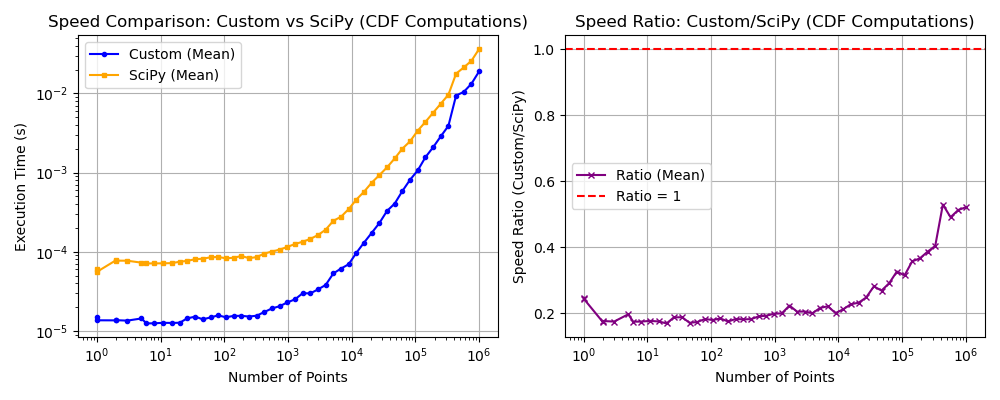 Speed Comparison: Custom vs SciPy (CDF Computations)
Custom (Mean)
SciPy (Mean)
Execution Time (s)
10⁻²
10⁻³
10⁻⁴
10⁻⁵
10⁰ 10¹ 10² 10³ 10⁴ 10⁵ 10⁶
Number of Points
Speed Ratio: Custom/SciPy (CDF Computations)
Ratio (Mean)
Ratio = 1
Speed Ratio (Custom/SciPy)
1.0
0.8
0.6
0.4
0.2
10⁰ 10¹ 10² 10³ 10⁴ 10⁵ 10⁶
Number of Points